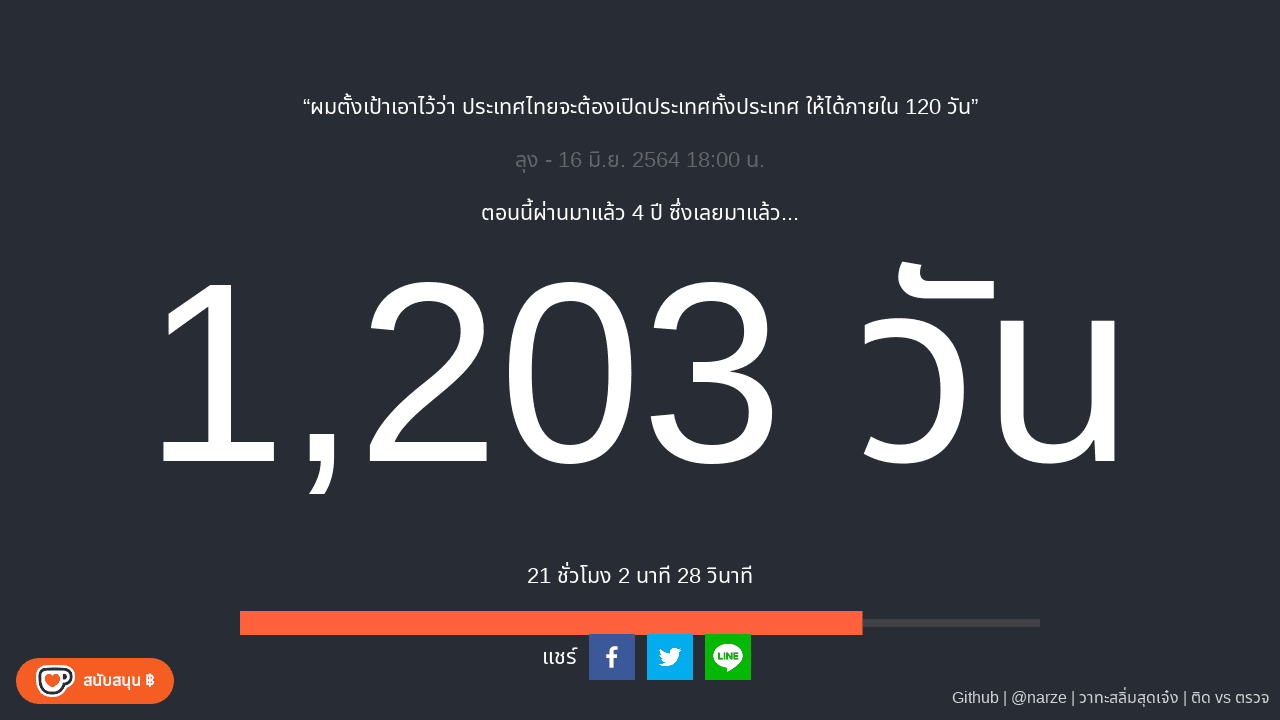 “ผมตั้งเป้าเอาไว้ว่า ประเทศไทยจะต้องเปิดประเทศทั้งประเทศ ให้ได้ภายใน 120 วัน”
ลุง - 16 มิ.ย. 2564 18:00 น.
ตอนนี้ผ่านมาแล้ว 4 ปี ซึ่งเลยมาแล้ว...
1,203 วัน
21 ชั่วโมง 2 นาที 28 วินาที
แชร์
LINE
สนับสนุน ฿
Github | @narze | วาทะสลิ่มสุดเจ๋ง | ติด vs ตรวจ